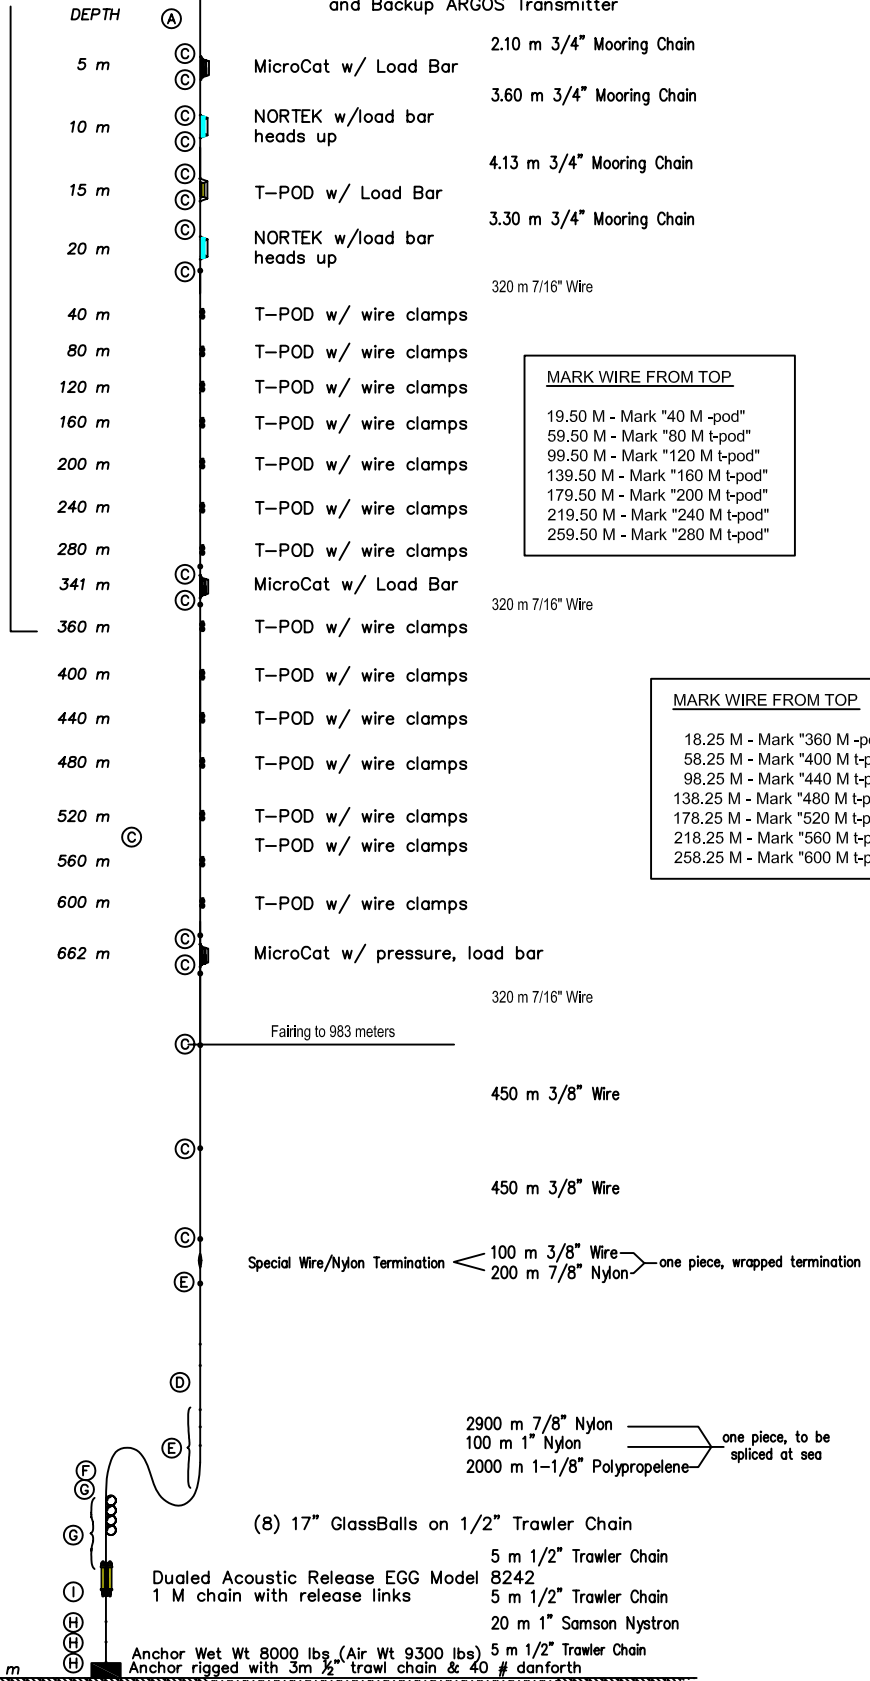 and Backup ARGOS Transmitter
DEPTH
A
2.10 m 3/4" Mooring Chain
C
5 m
MicroCat w/ Load Bar
C
3.60 m 3/4" Mooring Chain
C
10 m
NORTEK w/load bar
heads up
C
4.13 m 3/4" Mooring Chain
C
15 m
T-POD w/ Load Bar
C
3.30 m 3/4" Mooring Chain
C
20 m
NORTEK w/load bar
heads up
C
320 m 7/16" Wire
40 m
T-POD w/ wire clamps
80 m
T-POD w/ wire clamps
120 m
T-POD w/ wire clamps
160 m
T-POD w/ wire clamps
200 m
T-POD w/ wire clamps
240 m
T-POD w/ wire clamps
280 m
T-POD w/ wire clamps
MARK WIRE FROM TOP
19.50 M - Mark "40 M -pod"
59.50 M - Mark "80 M t-pod"
99.50 M - Mark "120 M t-pod"
139.50 M - Mark "160 M t-pod"
179.50 M - Mark "200 M t-pod"
219.50 M - Mark "240 M t-pod"
259.50 M - Mark "280 M t-pod"
C
341 m
MicroCat w/ Load Bar
C
320 m 7/16" Wire
360 m
T-POD w/ wire clamps
400 m
T-POD w/ wire clamps
440 m
T-POD w/ wire clamps
480 m
T-POD w/ wire clamps
520 m
T-POD w/ wire clamps
C
T-POD w/ wire clamps
560 m
600 m
T-POD w/ wire clamps
MARK WIRE FROM TOP
18.25 M - Mark "360 M -po
58.25 M - Mark "400 M t-p
98.25 M - Mark "440 M t-p
138.25 M - Mark "480 M t-p
178.25 M - Mark "520 M t-p
218.25 M - Mark "560 M t-p
258.25 M - Mark "600 M t-p
C
662 m
MicroCat w/ pressure, load bar
C
320 m 7/16" Wire
Fairing to 983 meters
C
450 m 3/8" Wire
C
450 m 3/8" Wire
C
Special Wire/Nylon Termination
100 m 3/8" Wire
200 m 7/8" Nylon
one piece, wrapped termination
E
D
2900 m 7/8" Nylon
100 m 1" Nylon
2000 m 1-1/8" Polypropelene
one piece, to be
spliced at sea
E
F
G
(8) 17" GlassBalls on 1/2" Trawler Chain
G
5 m 1/2" Trawler Chain
Dualed Acoustic Release EGG Model 8242
1 M chain with release links
I
5 m 1/2" Trawler Chain
H
20 m 1" Samson Nystron
H
5 m 1/2" Trawler Chain
Anchor Wet Wt 8000 lbs (Air Wt 9300 lbs)
H
Anchor rigged with 3m ½" trawl chain & 40 # danforth
m